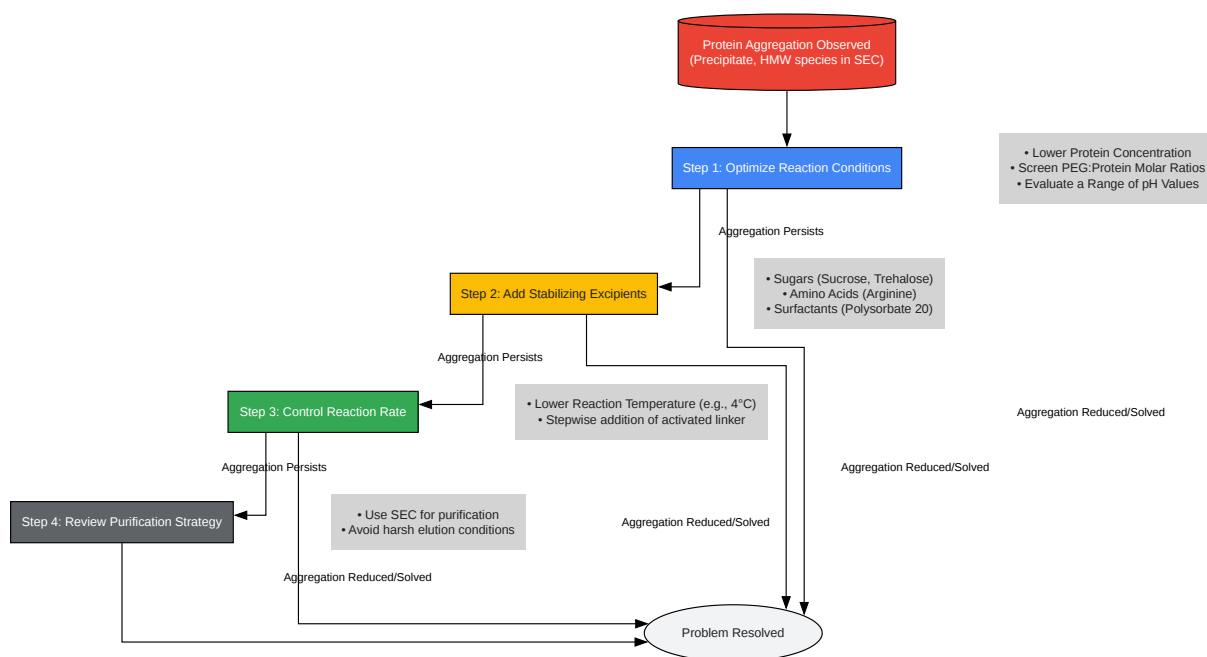 Protein Aggregation Observed
(Precipitate, HMW species in SEC)
Step 1: Optimize Reaction Conditions
• Lower Protein Concentration
• Screen PEG:Protein Molar Ratios
• Evaluate a Range of pH Values
Aggregation Persists
Step 2: Add Stabilizing Excipients
• Sugars (Sucrose, Trehalose)
• Amino Acids (Arginine)
• Surfactants (Polysorbate 20)
Aggregation Persists
Step 3: Control Reaction Rate
• Lower Reaction Temperature (e.g., 4°C)
• Stepwise addition of activated linker
Aggregation Reduced/Solved
Aggregation Persists
Aggregation Reduced/Solved
Step 4: Review Purification Strategy
• Use SEC for purification
• Avoid harsh elution conditions
Aggregation Reduced/Solved
Aggregation Reduced/Solved
Problem Resolved